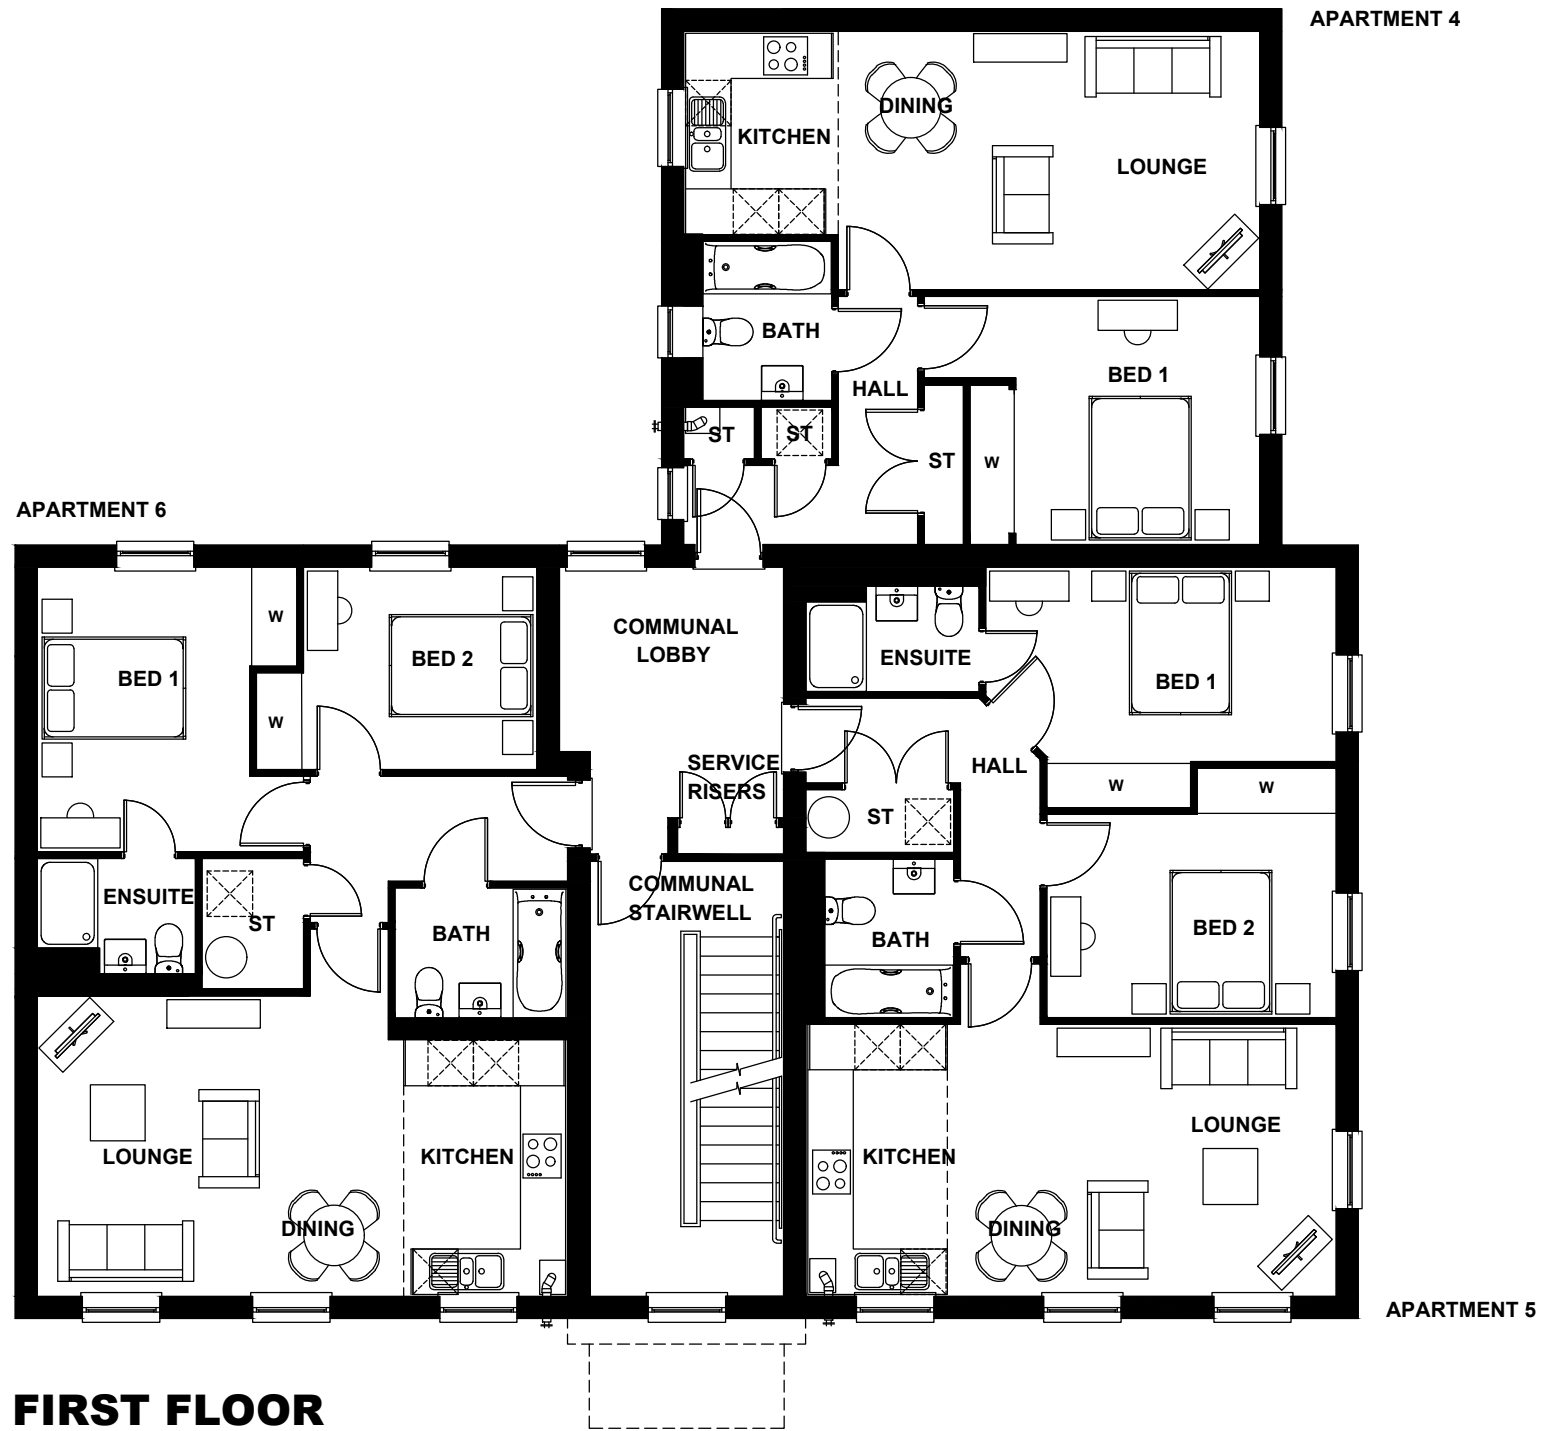 APARTMENT 4
DINING
KITCHEN
LOUNGE
BATH
HALL
BED 1
ST
ST
ST
W
APARTMENT 6
BED 1
W
W
BED 2
COMMUNAL
LOBBY
ENSUITE
BED 1
SERVICE
RISERS
HALL
W
W
ST
ENSUITE
ST
BATH
COMMUNAL
STAIRWELL
BATH
BED 2
LOUNGE
KITCHEN
DINING
KITCHEN
LOUNGE
DINING
APARTMENT 5
FIRST FLOOR